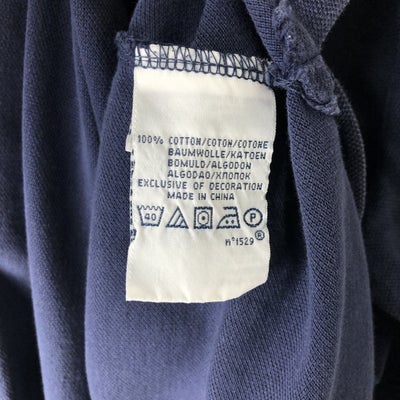 100% COTTON/COTON/COTONE
BAUMWOLLE/KATOEN
BOMULD/ALGODON
ALGODAO/ХЛОПОК
EXCLUSIVE OF DECORATION
MADE IN CHINA
40 P
N°1529®